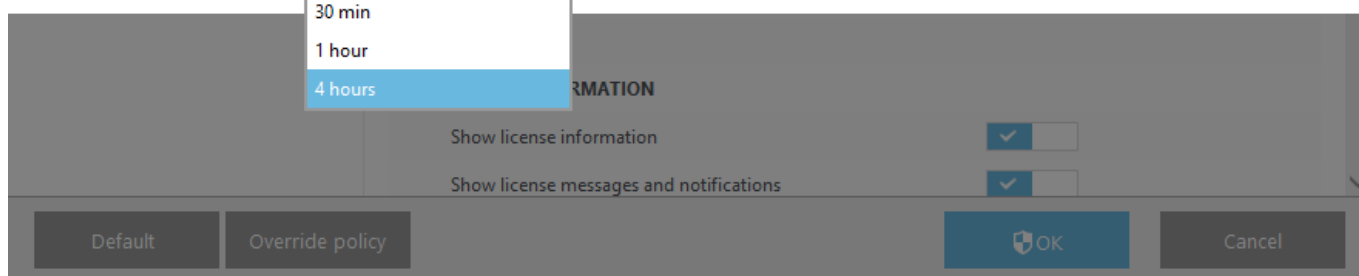 30 min
1 hour
4 hours
RMATION
Show license information
Show license messages and notifications
Default
Override policy
OK
Cancel